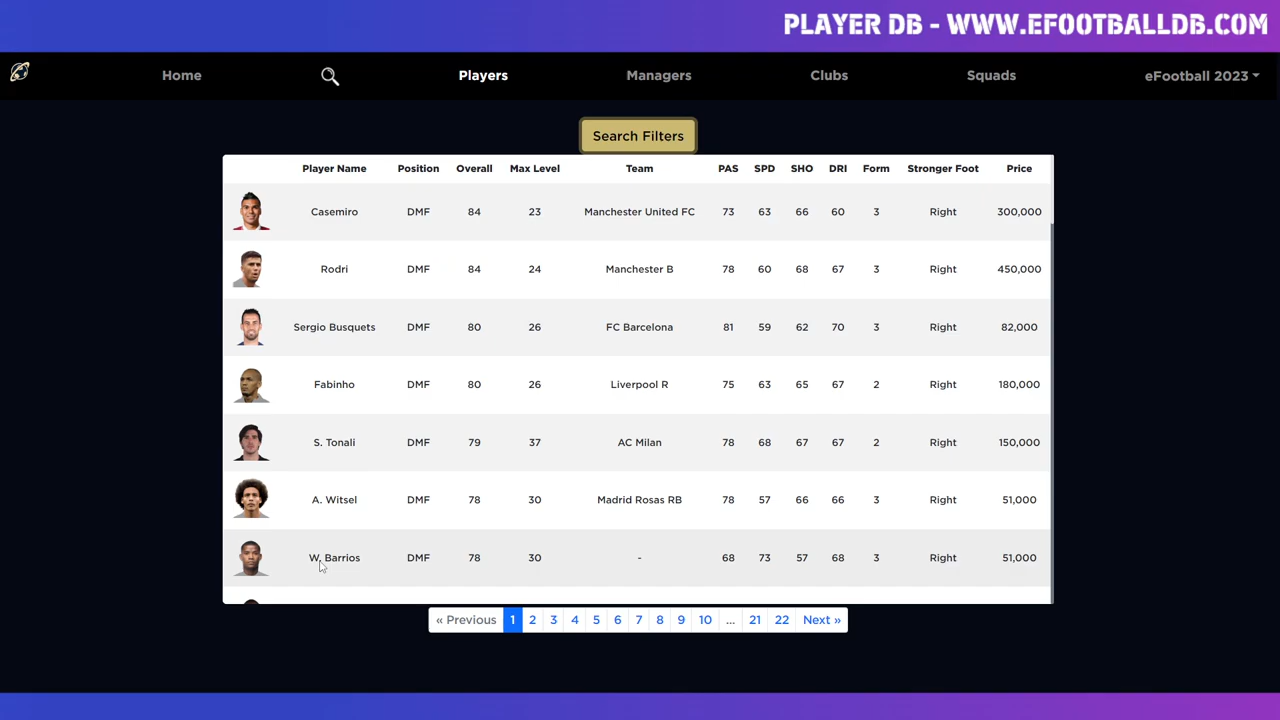 PLAYER DB - WWW.EFOOTBALLDB.COM
Home Players Managers Clubs Squads eFootball 2023
Search Filters
Player Name Position Overall Max Level Team PAS SPD SHO DRI Form Stronger Foot Price
Casemiro DMF 84 23 Manchester United FC 73 63 66 60 3 Right 300,000
Rodri DMF 84 24 Manchester B 78 60 68 67 3 Right 450,000
Sergio Busquets DMF 80 26 FC Barcelona 81 59 62 70 3 Right 82,000
Fabinho DMF 80 26 Liverpool R 75 63 65 67 2 Right 180,000
S. Tonali DMF 79 37 AC Milan 78 68 67 67 2 Right 150,000
A. Witsel DMF 78 30 Madrid Rosas RB 78 57 66 66 3 Right 51,000
W. Barrios DMF 78 30 - 68 73 57 68 3 Right 51,000
« Previous 1 2 3 4 5 6 7 8 9 10 ... 21 22 Next »